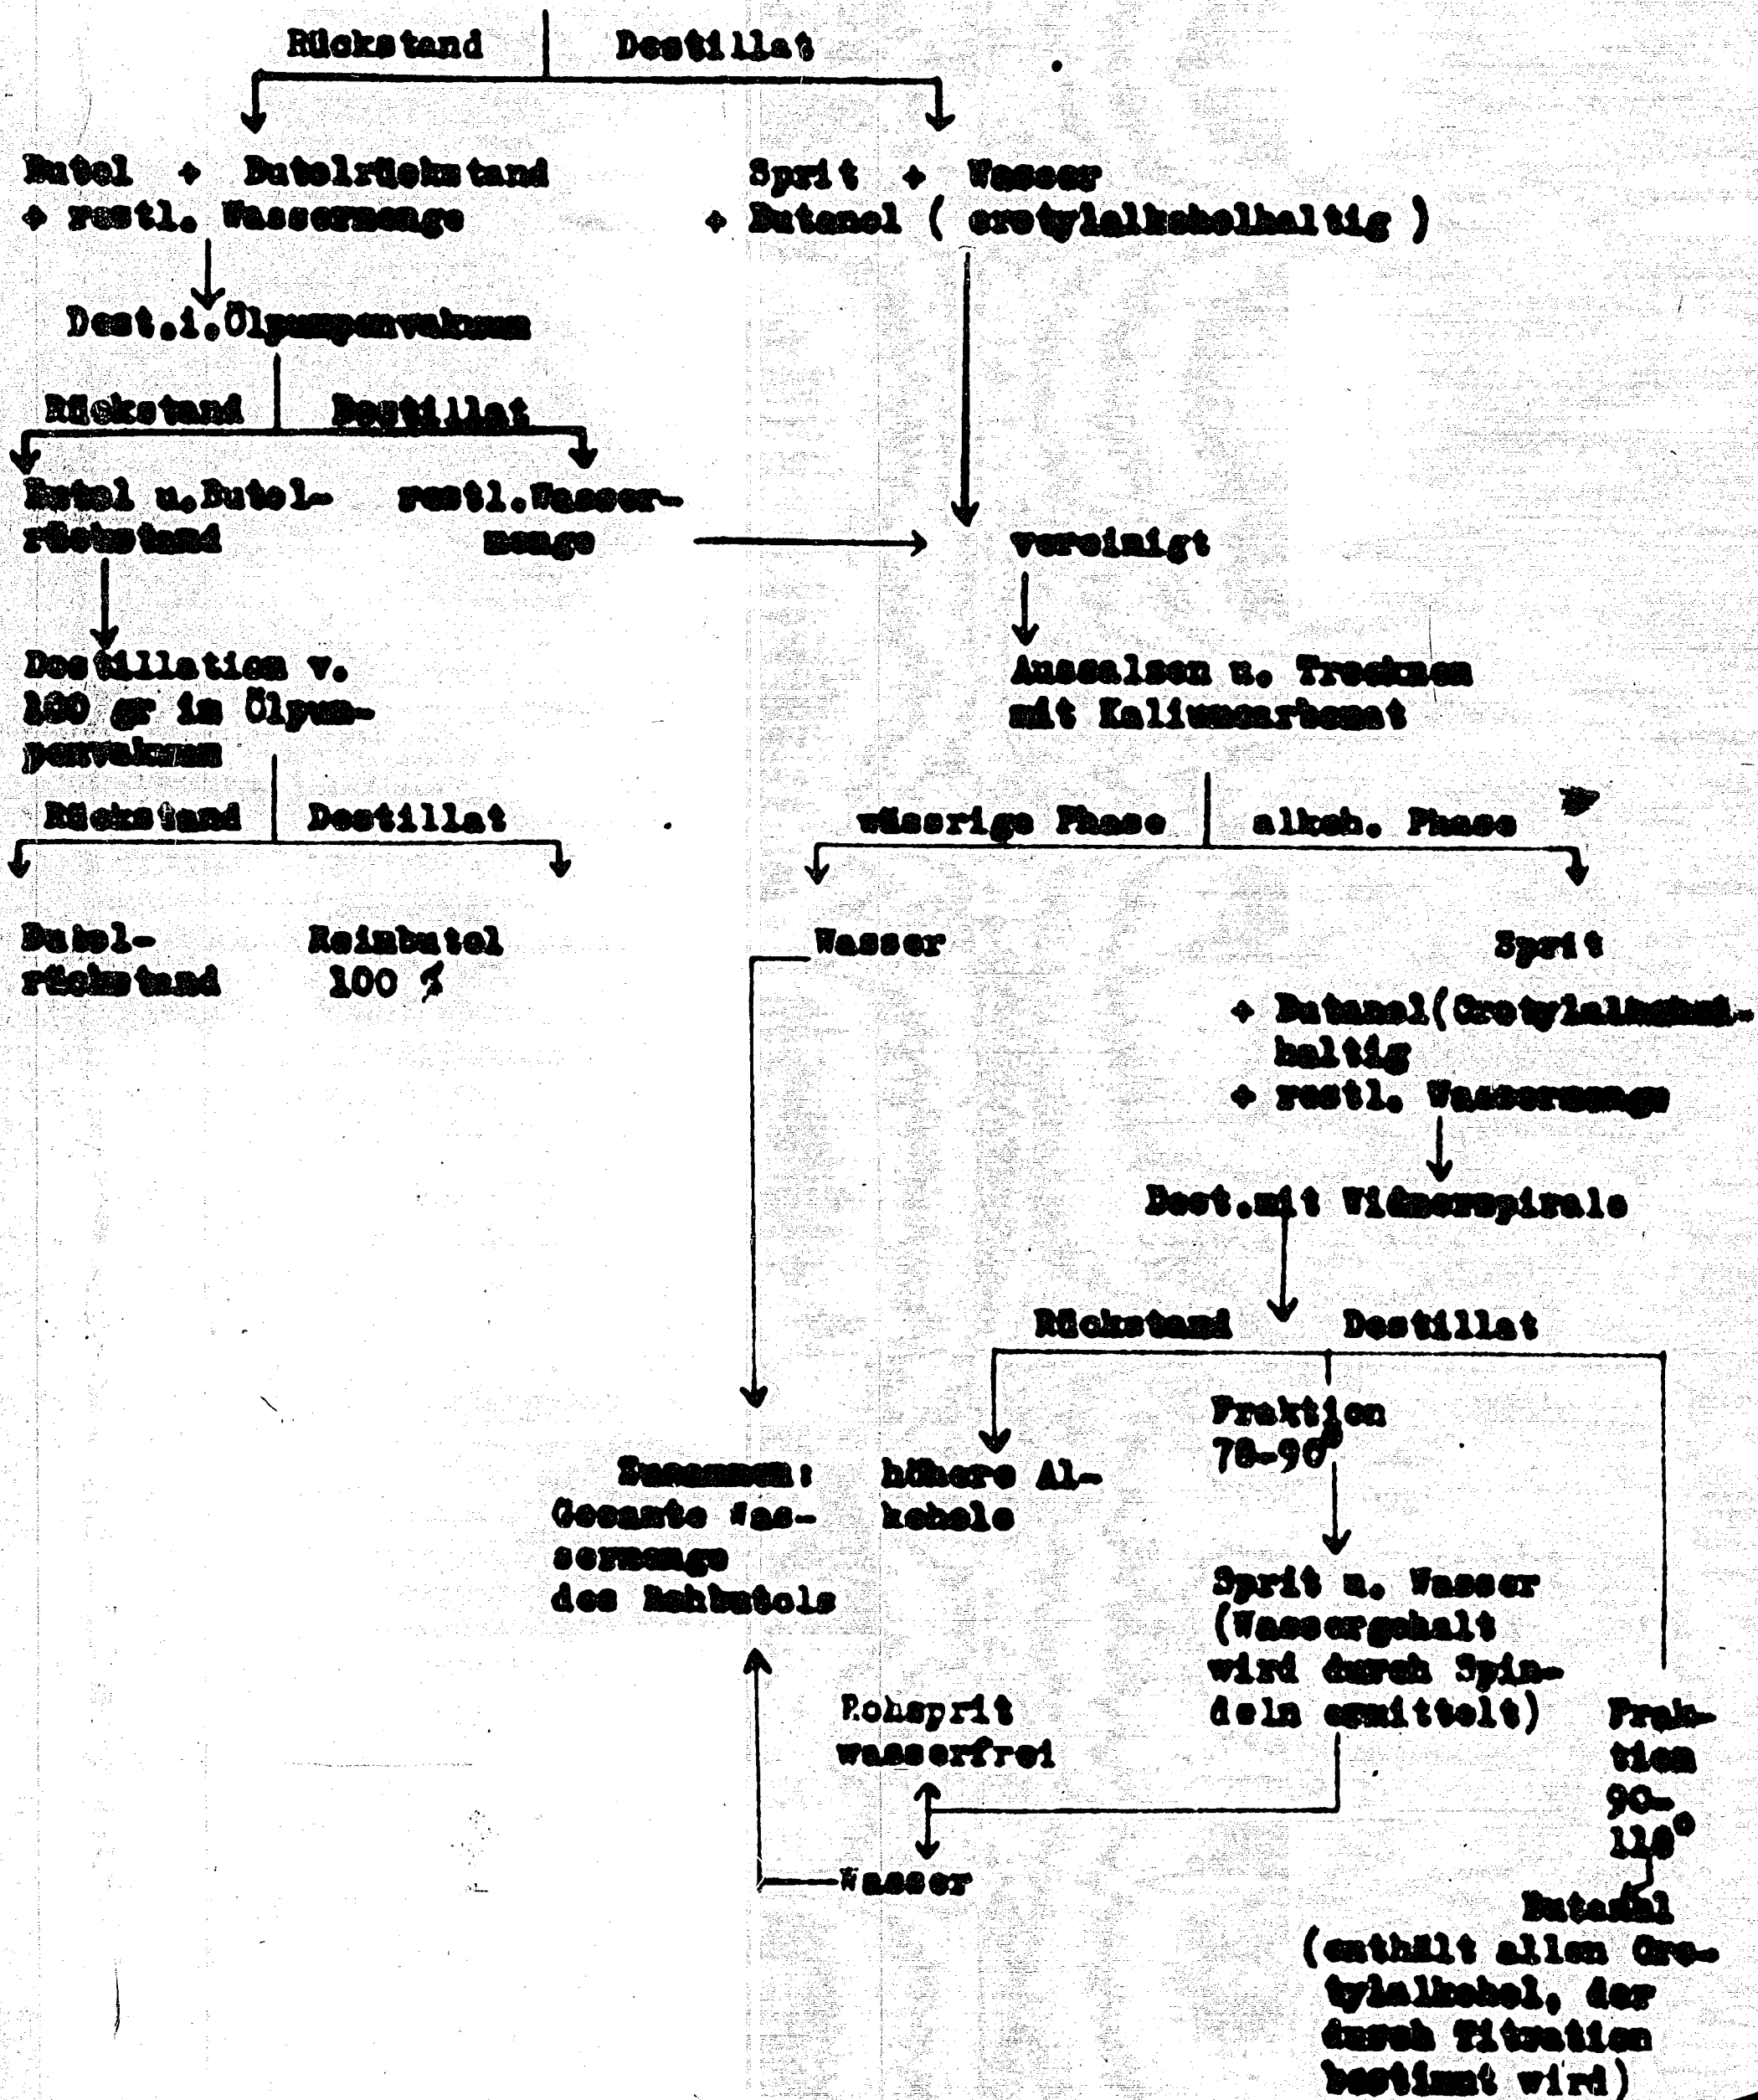 Rückstand Destillat
Butol + Butolrückstand
+ restl. Wassermenge
Sprit + Wasser
+ Butanol ( crotylalkoholhaltig )
Dest.i.Ölpumpenvakuum
Rückstand Destillat
Butol u.Butol-
rückstand
restl.Wasser-
menge
vereinigt
Destillation v.
100 gr im Ölpum-
penvakuum
Aussalzen u. Trocknen
mit Kaliumcarbonat
Rückstand Destillat
wässrige Phase alkoh. Phase
Butol-
rückstand
Reinbutol
100 %
Wasser
Sprit
+ Butanol(Crotylalkohol-
haltig
+ restl. Wassermenge
Dest.mit Widmerspirale
Rückstand Destillat
Fraktion
78-90°
Zusammen:
Gesamte Was-
sermenge
des Rohbutols
höhere Al-
kohole
Sprit u. Wasser
(Wassergehalt
wird durch Spin-
deln ermittelt)
Rohsprit
wasserfrei
Frak-
tion
90-
118°
Wasser
Butanol
(enthält allen Cro-
tylalkohol, der
durch Titration
bestimmt wird)